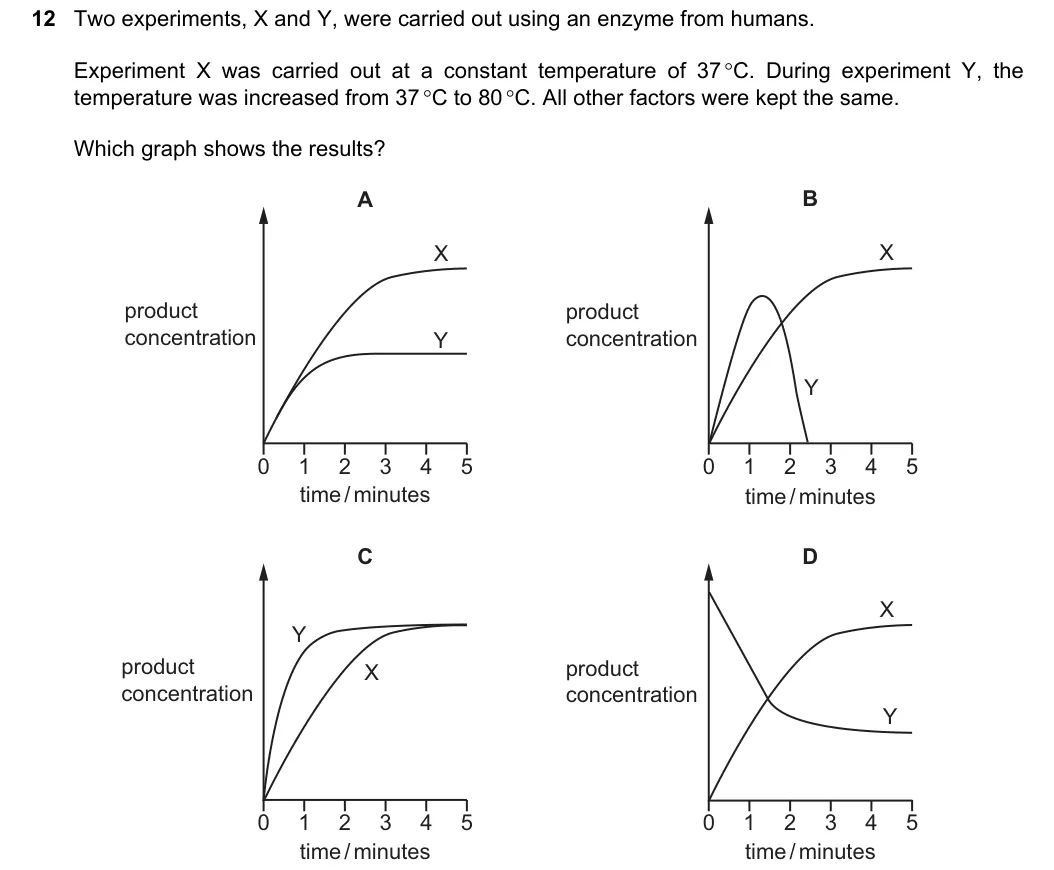 12 Two experiments, X and Y, were carried out using an enzyme from humans.
Experiment X was carried out at a constant temperature of 37 °C. During experiment Y, the
temperature was increased from 37 °C to 80 °C. All other factors were kept the same.
Which graph shows the results?
A
product
concentration
X
Y
0 1 2 3 4 5
time / minutes
B
product
concentration
X
Y
0 1 2 3 4 5
time / minutes
C
product
concentration
Y
X
0 1 2 3 4 5
time / minutes
D
product
concentration
X
Y
0 1 2 3 4 5
time / minutes